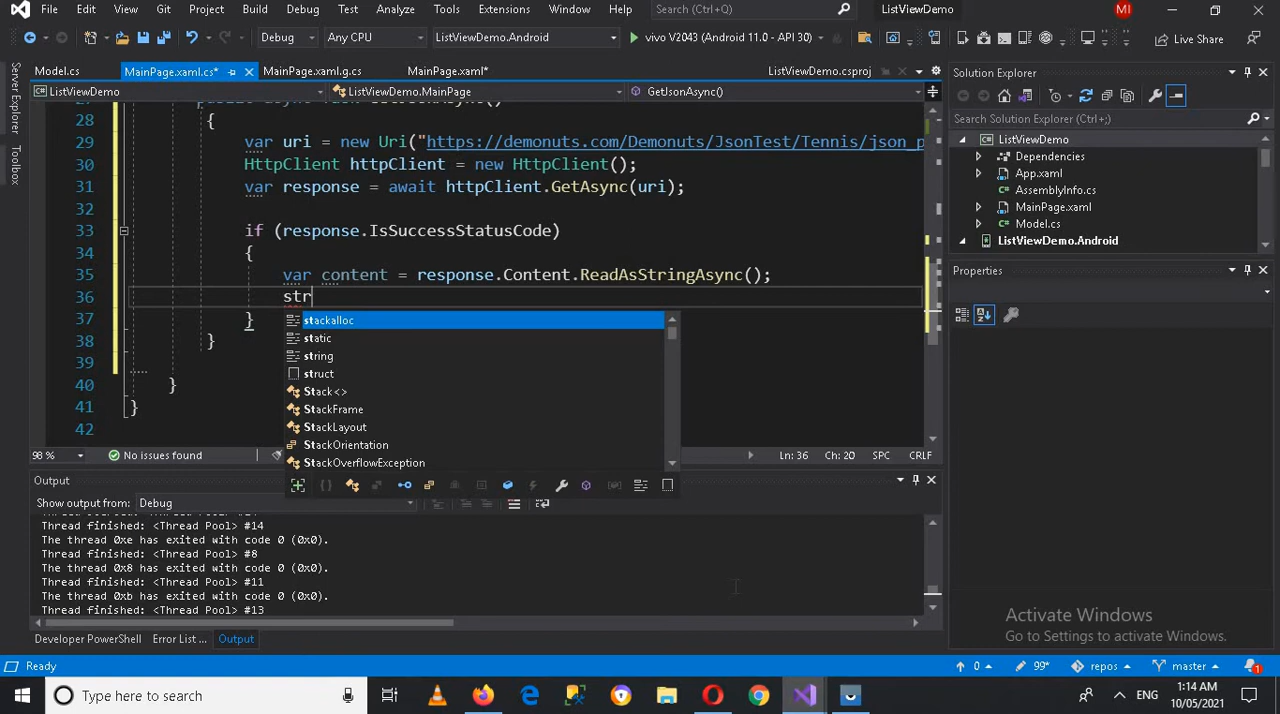 File Edit View Git Project Build Debug Test Analyze Tools Extensions Window Help Search (Ctrl+Q) ListViewDemo MI
Debug Any CPU ListViewDemo.Android vivo V2043 (Android 11.0 - API 30) Live Share
Server Explorer
Toolbox
Model.cs MainPage.xaml.cs* MainPage.xaml.g.cs MainPage.xaml* ListViewDemo.csproj
ListViewDemo ListViewDemo.MainPage GetJsonAsync()
28 {
29 var uri = new Uri("https://demonuts.com/Demonuts/JsonTest/Tennis/json_p
30 HttpClient httpClient = new HttpClient();
31 var response = await httpClient.GetAsync(uri);
32
33 if (response.IsSuccessStatusCode)
34 {
35 var content = response.Content.ReadAsStringAsync();
36 str
37 }
38 }
39
40 }
41 }
42
stackalloc
static
string
struct
Stack<>
StackFrame
StackLayout
StackOrientation
StackOverflowException
98 % No issues found Ln: 36 Ch: 20 SPC CRLF
Output
Show output from: Debug
Thread finished: <Thread Pool> #14
The thread 0xe has exited with code 0 (0x0).
Thread finished: <Thread Pool> #8
The thread 0x8 has exited with code 0 (0x0).
Thread finished: <Thread Pool> #11
The thread 0xb has exited with code 0 (0x0).
Thread finished: <Thread Pool> #13
Developer PowerShell Error List ... Output
Solution Explorer
Search Solution Explorer (Ctrl+;)
ListViewDemo
Dependencies
App.xaml
AssemblyInfo.cs
MainPage.xaml
Model.cs
ListViewDemo.Android
Properties
Activate Windows
Go to Settings to activate Windows.
Ready 0 99* repos master 1
Type here to search ENG 1:14 AM
10/05/2021